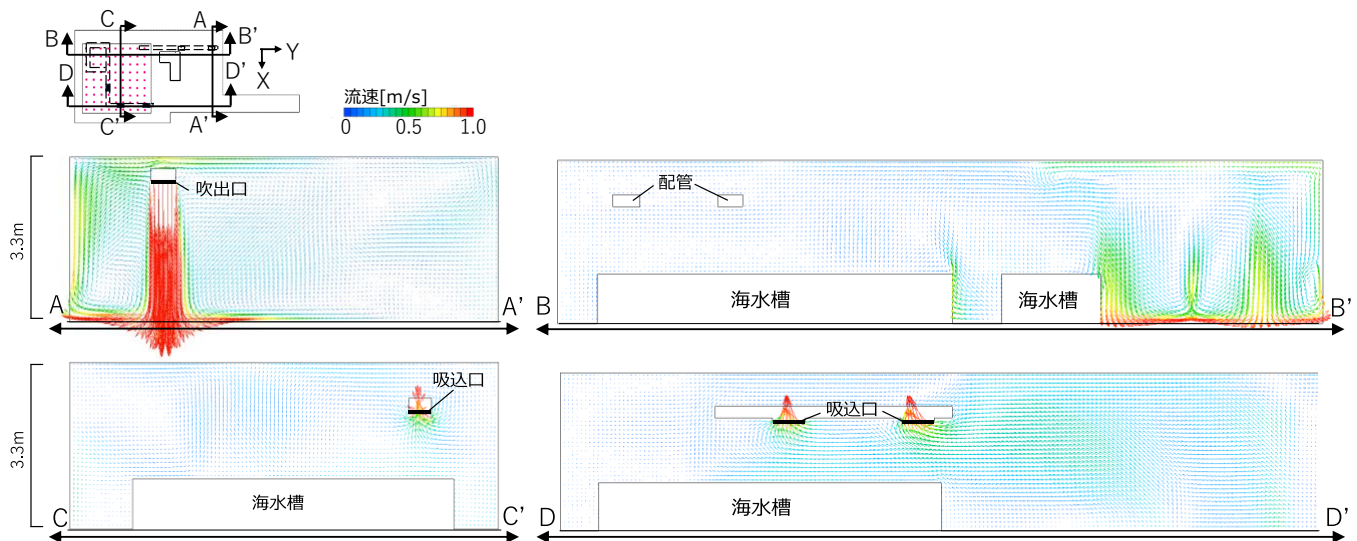 C
A
B
B'
D
D'
Y
X
C'
A'
流速[m/s]
0
0.5
1.0
3.3m
吹出口
A
A'
配管
海水槽
海水槽
B
B'
3.3m
吸込口
海水槽
C
C'
吸込口
海水槽
D
D'